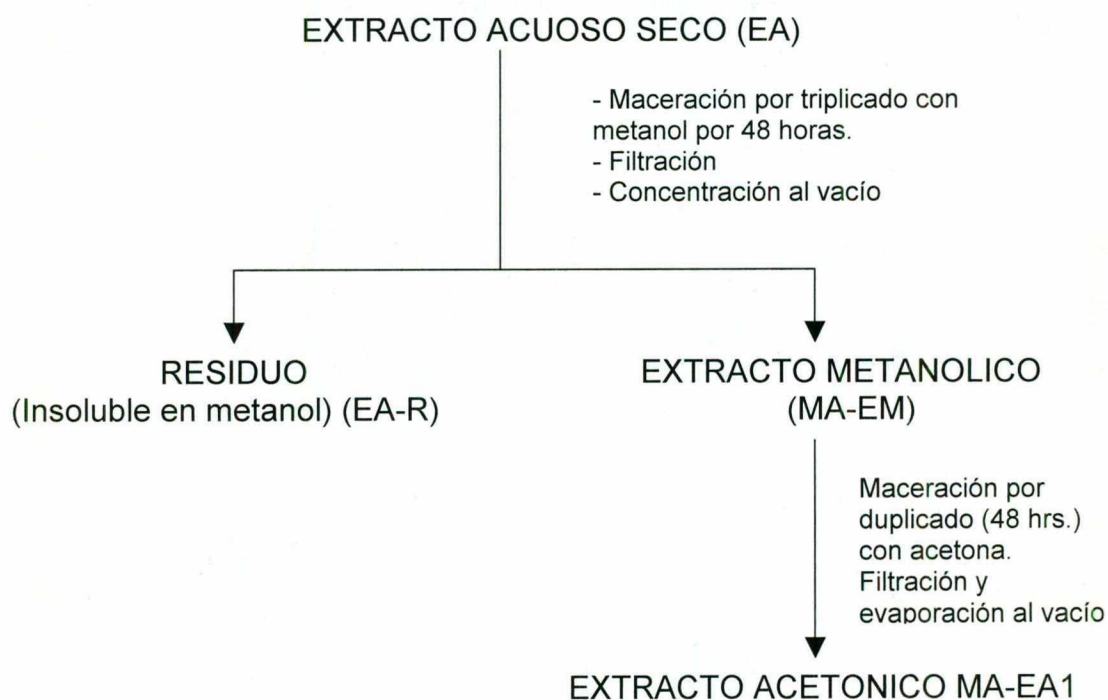 EXTRACTO ACUOSO SECO (EA)
- Maceración por triplicado con
metanol por 48 horas.
- Filtración
- Concentración al vacío
RESIDUO
(Insoluble en metanol) (EA-R)
EXTRACTO METANOLICO
(MA-EM)
Maceración por
duplicado (48 hrs.)
con acetona.
Filtración y
evaporación al vacío
EXTRACTO ACETONICO MA-EA1